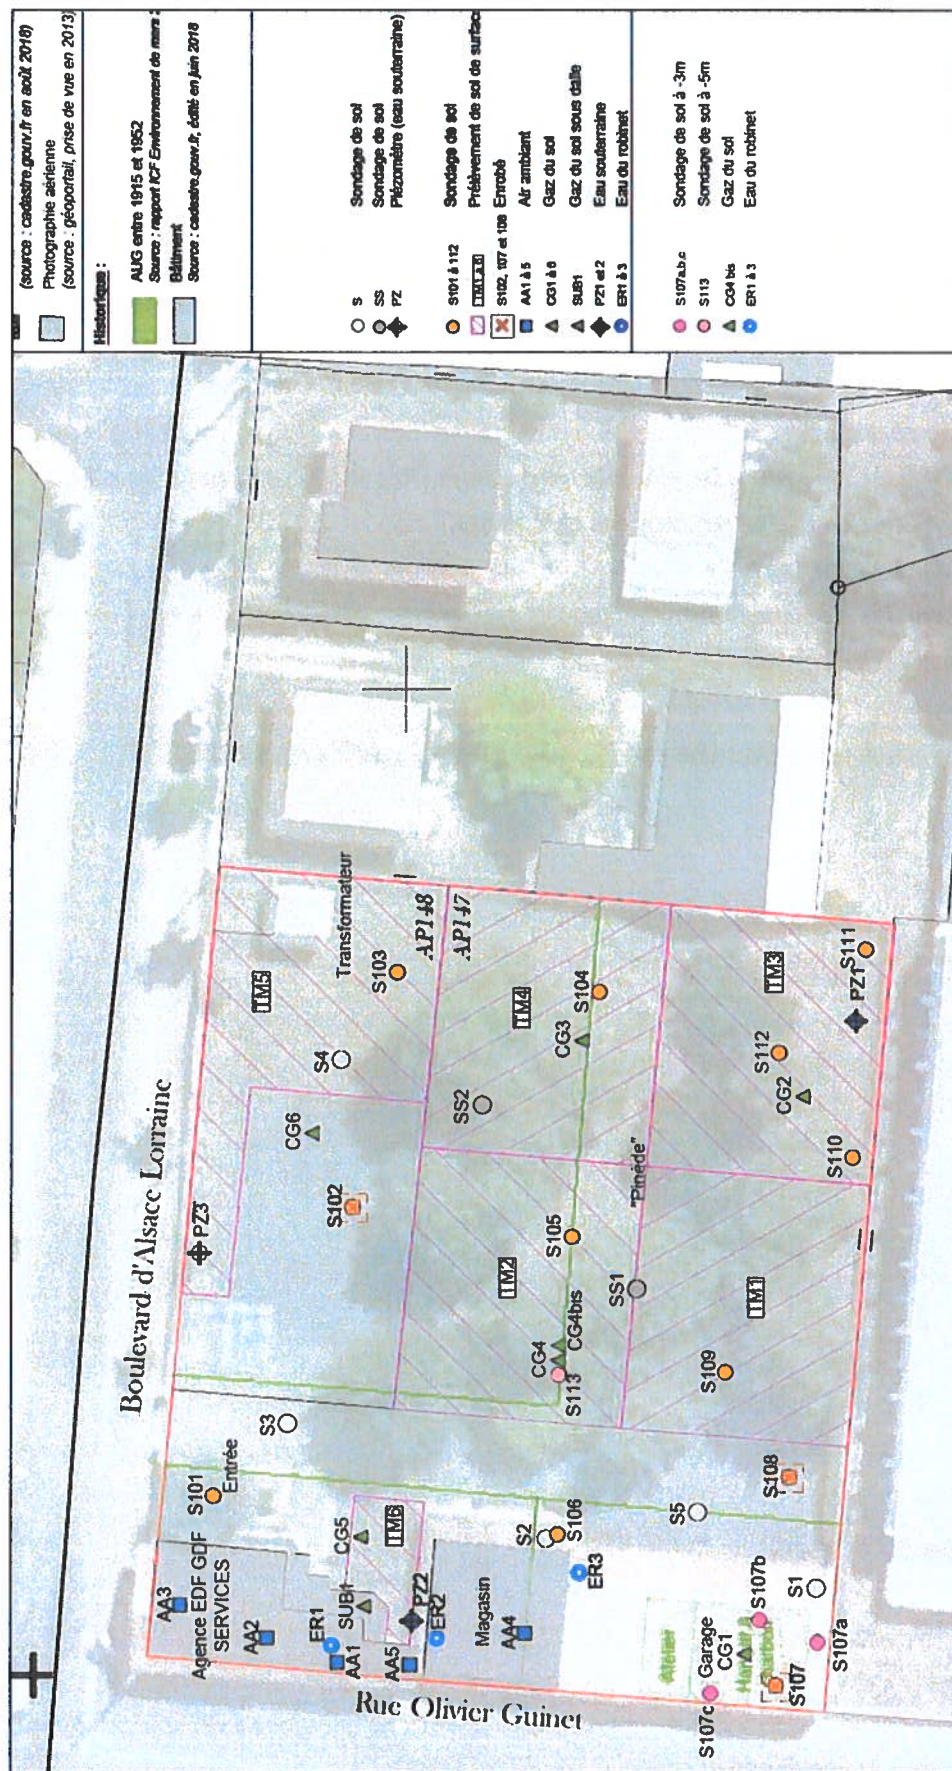 (source : cadastre.gouv.fr en août 2018)
Photographie aérienne
(source : géoportail, prise de vue en 2013)
Historique :
AUG entre 1915 et 1952
Source : rapport ICF Environnement de mars
Bâtiment
Source : cadastre.gouv.fr, édité en juin 2018
S Sondage de sol
SS Sondage de sol
PZ Piézomètre (eau souterraine)
S101 à 112 Sondage de sol
TM1 à 6 Prélèvement de sol de surface
S102, 107 et 108 Enrobé
AA1 à 5 Air ambiant
CG1 à 6 Gaz du sol
SUB1 Gaz du sol sous dalle
PZ1 et 2 Eau souterraine
ER1 à 3 Eau du robinet
S107a.b.c Sondage de sol à -3m
S113 Sondage de sol à -5m
CG4 bis Gaz du sol
ER1 à 3 Eau du robinet
Boulevard d'Alsace Lorraine
Rue Olivier Guinet
Agence EDF GDF
SERVICES
AA3
AA2
S101
Entrée
S3
PZ3
S102
CG6
S4
TM5
Transformateur
S103
AP148
AP147
ER1
AA1
SUB1
CG5
TM6
AA5
PZ2
ER2
Magasin
AA4
S2
S106
ER3
TM2
CG4
CG4bis
S113
S105
SS1
SS2
TM4
CG3
S104
"Pinède"
Atelier
S107c
Garage
CG1
Hangar à
Charbon
S107b
S107
S107a
S1
S5
S108
S109
TM1
S110
CG2
S112
TM3
PZ1
S111